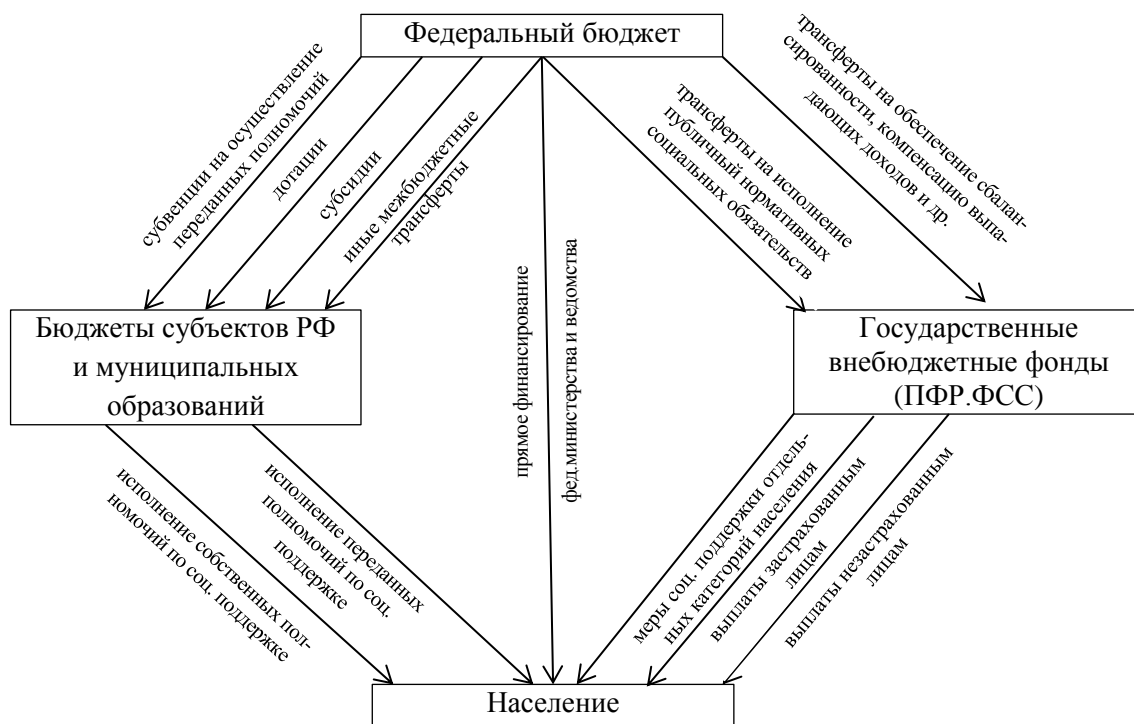 Федеральный бюджет
субвенции на осуществление
переданных полномочий
дотации
субсидии
иные межбюджетные
трансферты
трансферты на исполнение
публичный нормативных
социальных обязательств
трансферты на обеспечение сбалан-
сированности, компенсацию выпа-
дающих доходов и др.
прямое финансирование
фед.министерства и ведомства
Бюджеты субъектов РФ
и муниципальных
образований
Государственные
внебюджетные фонды
(ПФР.ФСС)
исполнение собственных пол-
номочий по соц. поддержке
исполнение переданных
полномочий по соц.
поддержке
меры соц. поддержки отдель-
ных категорий населения
выплаты застрахованным
лицам
выплаты незастрахованным
лицам
Население